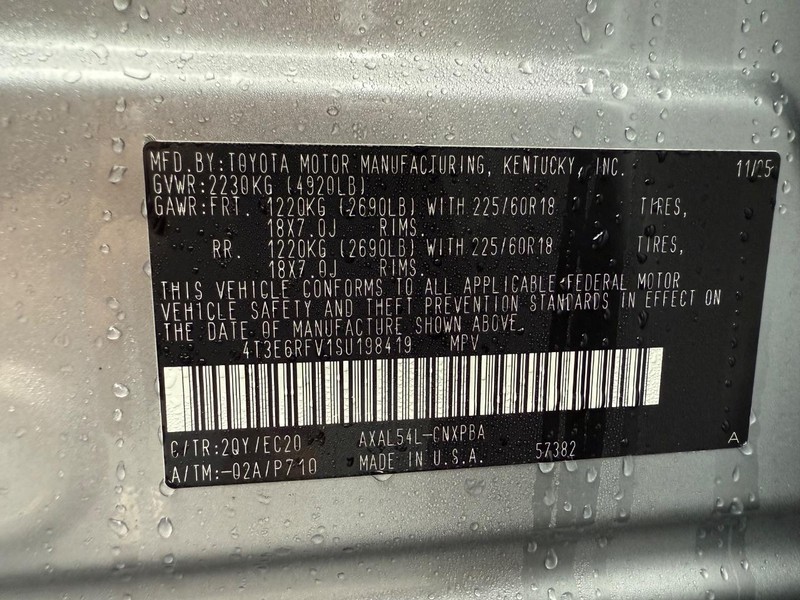 MFD.BY:TOYOTA MOTOR MANUFACTURING, KENTUCKY, INC. 11/25
GVWR:2230KG (4920LB)
GAWR:FRT. 1220KG (2690LB) WITH 225/60R18 TIRES,
18X7.0J RIMS.
RR. 1220KG (2690LB) WITH 225/60R18 TIRES,
18X7.0J RIMS.
THIS VEHICLE CONFORMS TO ALL APPLICABLE FEDERAL MOTOR
VEHICLE SAFETY AND THEFT PREVENTION STANDARDS IN EFFECT ON
THE DATE OF MANUFACTURE SHOWN ABOVE.
4T3E6RFV1SU198419 MPV
C/TR:2QY/EC20 AXAL54L-CNXPBA
A/TM:-02A/P710 MADE IN U.S.A. 57382 A